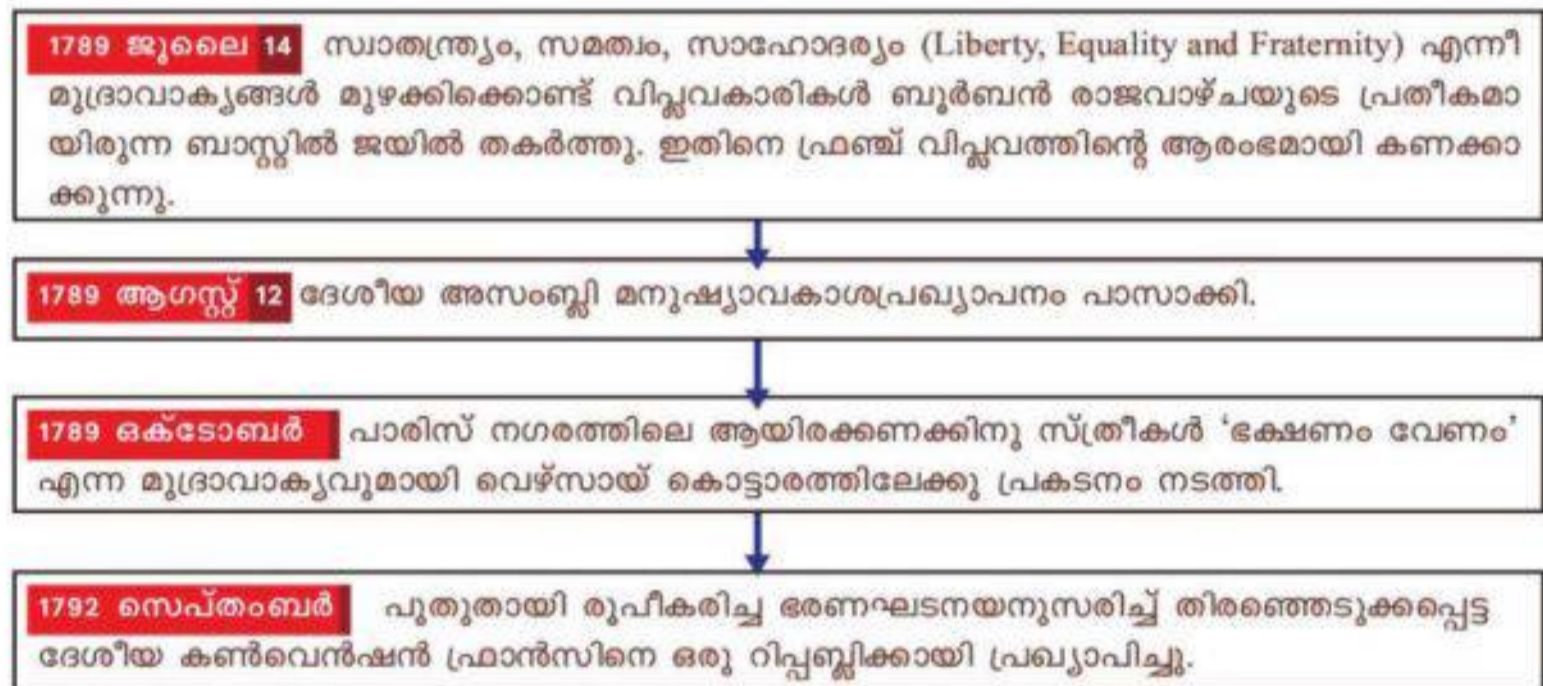 1789 ജൂലൈ 14 സ്വാതന്ത്ര്യം, സമത്വം, സാഹോദര്യം (Liberty, Equality and Fraternity) എന്നീ
മുദ്രാവാക്യങ്ങൾ മുഴക്കിക്കൊണ്ട് വിപ്ലവകാരികൾ ബൂർബൻ രാജവാഴ്ചയുടെ പ്രതീകമാ
യിരുന്ന ബാസ്റ്റിൽ ജയിൽ തകർത്തു. ഇതിനെ ഫ്രഞ്ച് വിപ്ലവത്തിന്റെ ആരംഭമായി കണക്കാ
ക്കുന്നു.
1789 ആഗസ്റ്റ് 12 ദേശീയ അസംബ്ലി മനുഷ്യാവകാശപ്രഖ്യാപനം പാസാക്കി.
1789 ഒക്ടോബർ പാരിസ് നഗരത്തിലെ ആയിരക്കണക്കിനു സ്ത്രീകൾ ‘ഭക്ഷണം വേണം’
എന്ന മുദ്രാവാക്യവുമായി വെഴ്സായ് കൊട്ടാരത്തിലേക്കു പ്രകടനം നടത്തി.
1792 സെപ്തംബർ പുതുതായി രൂപീകരിച്ച ഭരണഘടനയനുസരിച്ച് തിരഞ്ഞെടുക്കപ്പെട്ട
ദേശീയ കൺവെൻഷൻ ഫ്രാൻസിനെ ഒരു റിപ്പബ്ലിക്കായി പ്രഖ്യാപിച്ചു.